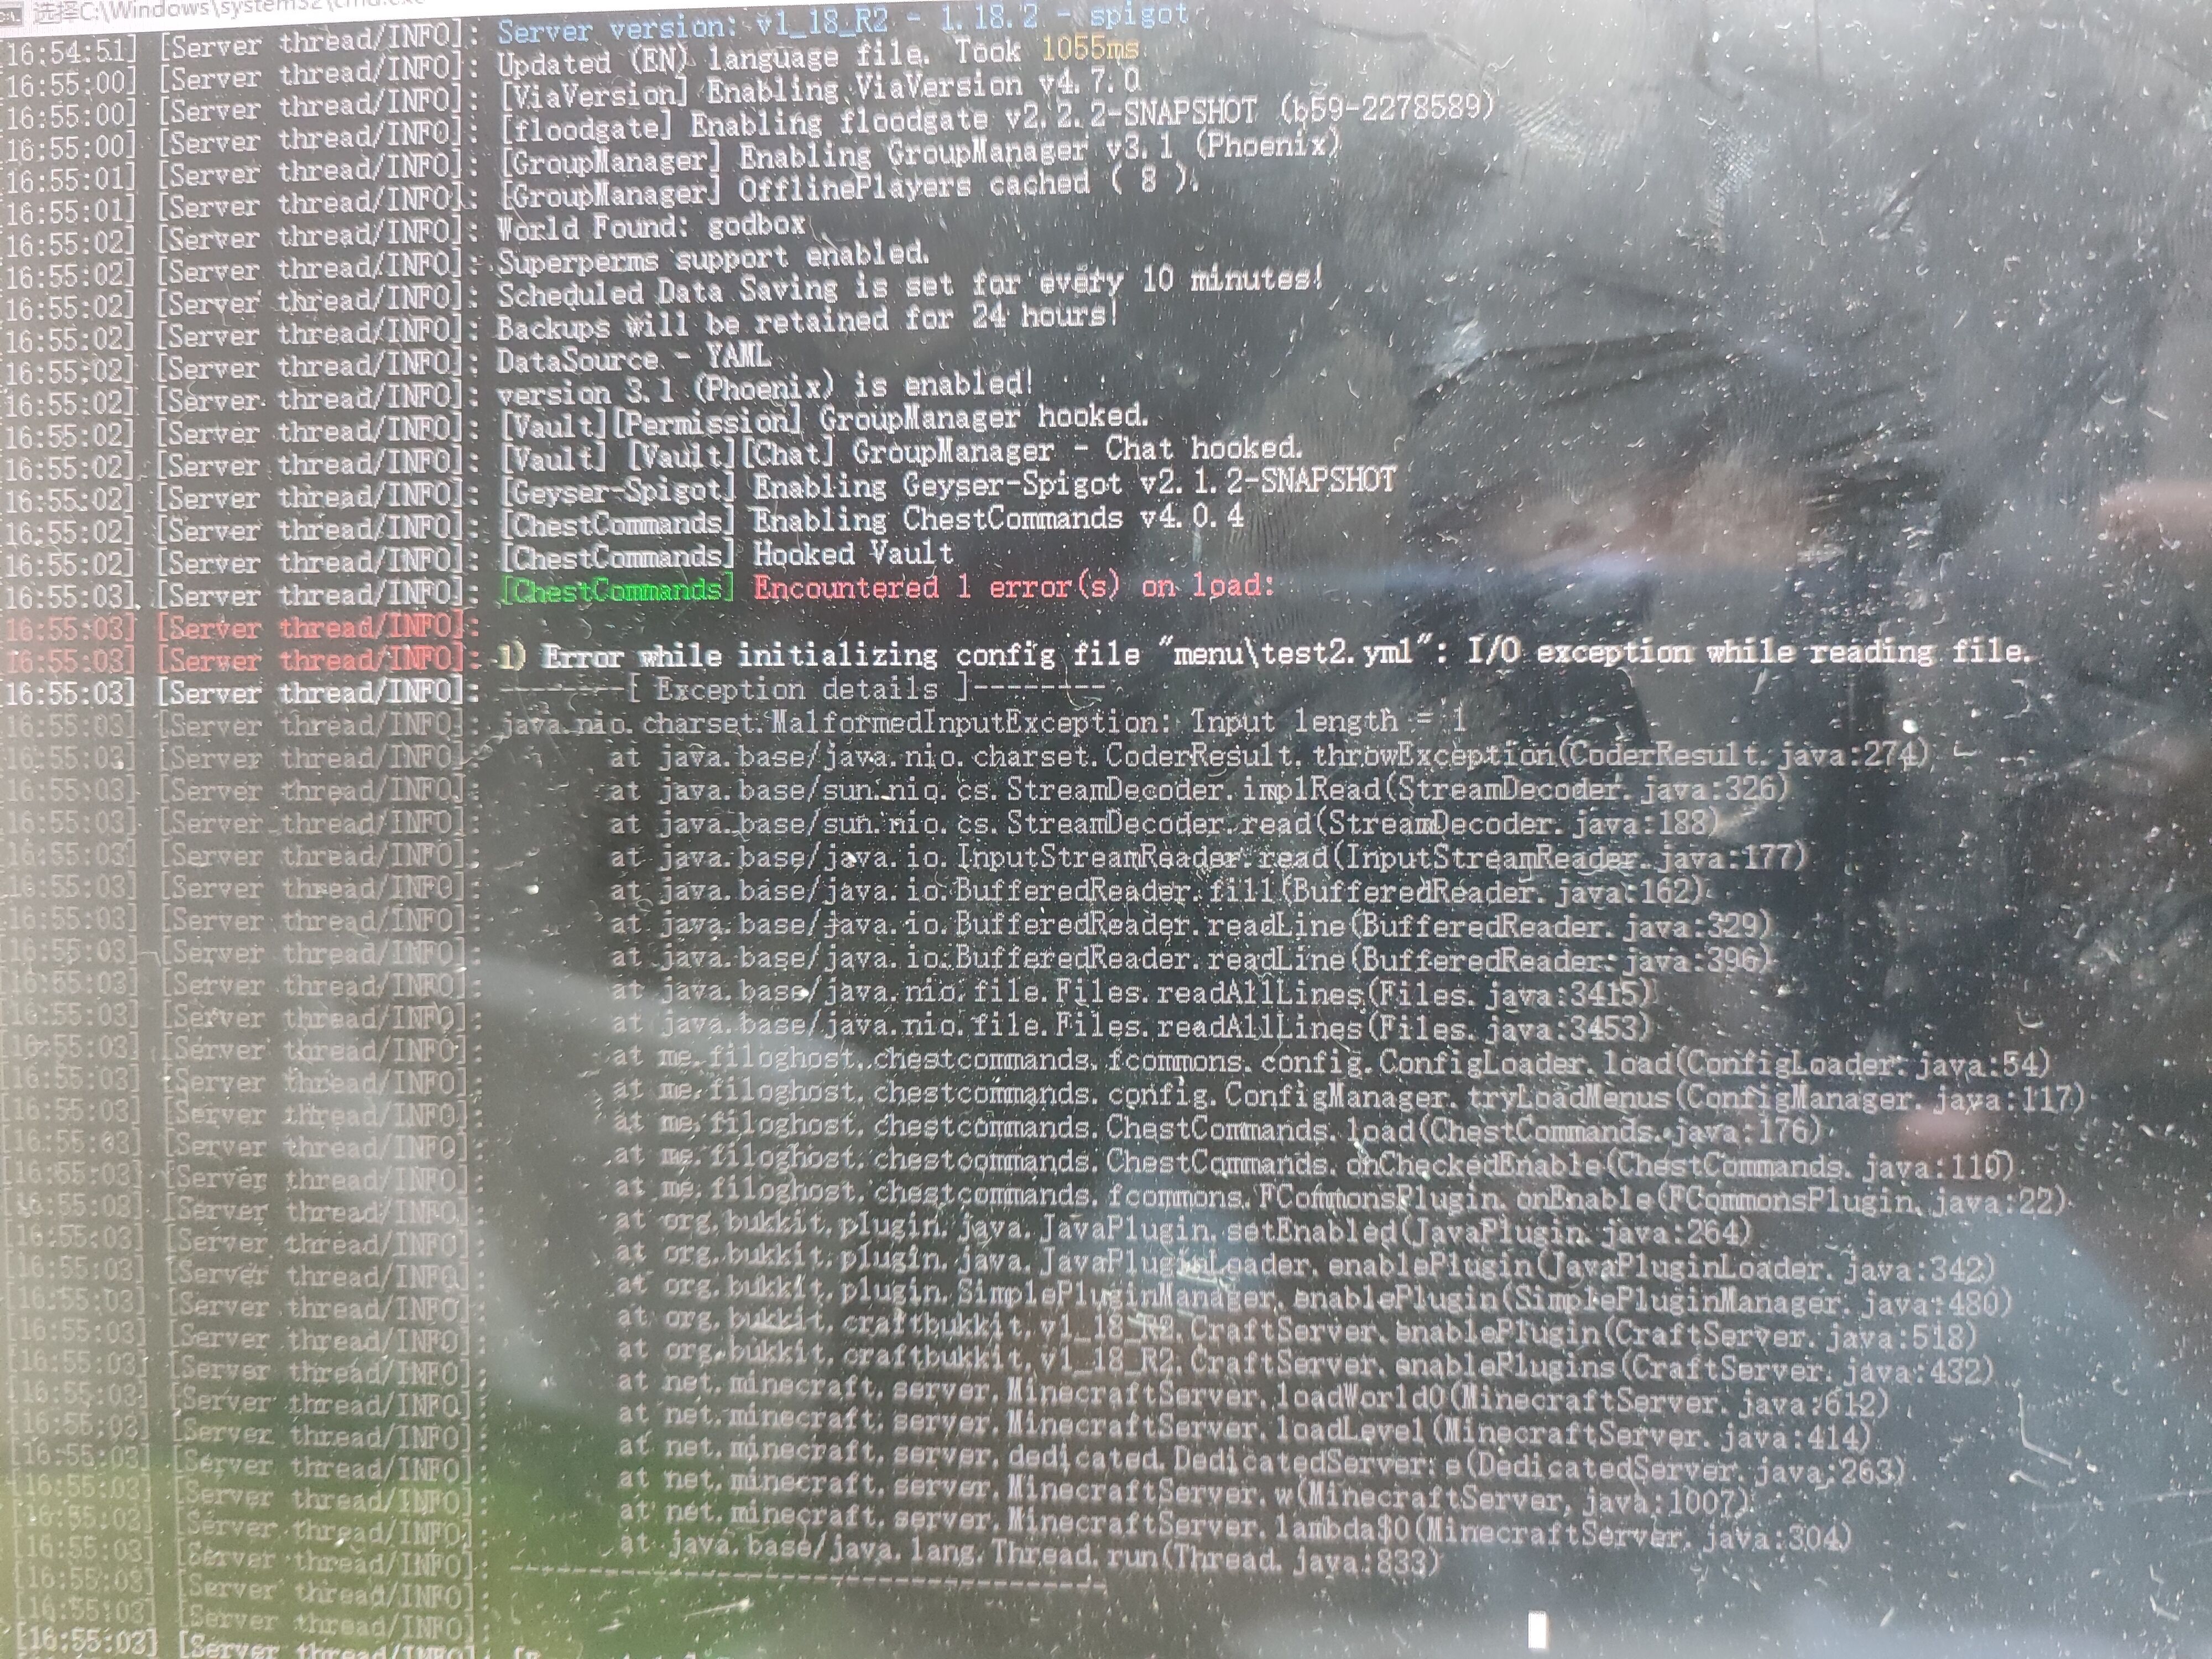 选择C:\Windows\system32\cmd.exe
[16:54:51] [Server thread/INFO]: Server version: v1_18_R2 - 1.18.2 - spigot
[16:55:00] [Server thread/INFO]: Updated (EN) language file. Took 1055ms
[16:55:00] [Server thread/INFO]: [ViaVersion] Enabling ViaVersion v4.7.0
[16:55:00] [Server thread/INFO]: [floodgate] Enabling floodgate v2.2.2-SNAPSHOT (b59-2278589)
[16:55:01] [Server thread/INFO]: [GroupManager] Enabling GroupManager v3.1 (Phoenix)
[16:55:01] [Server thread/INFO]: [GroupManager] OfflinePlayers cached ( 8 ).
[16:55:02] [Server thread/INFO]: World Found: godbox
[16:55:02] [Server thread/INFO]: Superperms support enabled.
[16:55:02] [Server thread/INFO]: Scheduled Data Saving is set for every 10 minutes!
[16:55:02] [Server thread/INFO]: Backups will be retained for 24 hours!
[16:55:02] [Server thread/INFO]: DataSource - YAML
[16:55:02] [Server thread/INFO]: version 3.1 (Phoenix) is enabled!
[16:55:02] [Server thread/INFO]: [Vault][Permission] GroupManager hooked.
[16:55:02] [Server thread/INFO]: [Vault] [Vault][Chat] GroupManager - Chat hooked.
[16:55:02] [Server thread/INFO]: [Geyser-Spigot] Enabling Geyser-Spigot v2.1.2-SNAPSHOT
[16:55:02] [Server thread/INFO]: [ChestCommands] Enabling ChestCommands v4.0.4
[16:55:02] [Server thread/INFO]: [ChestCommands] Hooked Vault
[16:55:03] [Server thread/INFO]: [ChestCommands] Encountered 1 error(s) on load:
[16:55:03] [Server thread/INFO]:
[16:55:03] [Server thread/INFO]: 1) Error while initializing config file "menu\test2.yml": I/O exception while reading file.
[16:55:03] [Server thread/INFO]: --------[ Exception details ]--------
[16:55:03] [Server thread/INFO]: java.nio.charset.MalformedInputException: Input length = 1
[16:55:03] [Server thread/INFO]: at java.base/java.nio.charset.CoderResult.throwException(CoderResult.java:274)
[16:55:03] [Server thread/INFO]: at java.base/sun.nio.cs.StreamDecoder.implRead(StreamDecoder.java:326)
[16:55:03] [Server thread/INFO]: at java.base/sun.nio.cs.StreamDecoder.read(StreamDecoder.java:188)
[16:55:03] [Server thread/INFO]: at java.base/java.io.InputStreamReader.read(InputStreamReader.java:177)
[16:55:03] [Server thread/INFO]: at java.base/java.io.BufferedReader.fill(BufferedReader.java:162)
[16:55:03] [Server thread/INFO]: at java.base/java.io.BufferedReader.readLine(BufferedReader.java:329)
[16:55:03] [Server thread/INFO]: at java.base/java.io.BufferedReader.readLine(BufferedReader.java:396)
[16:55:03] [Server thread/INFO]: at java.base/java.nio.file.Files.readAllLines(Files.java:3415)
[16:55:03] [Server thread/INFO]: at java.base/java.nio.file.Files.readAllLines(Files.java:3453)
[16:55:03] [Server thread/INFO]: at me.filoghost.chestcommands.fcommons.config.ConfigLoader.load(ConfigLoader.java:54)
[16:55:03] [Server thread/INFO]: at me.filoghost.chestcommands.config.ConfigManager.tryLoadMenus(ConfigManager.java:117)
[16:55:03] [Server thread/INFO]: at me.filoghost.chestcommands.ChestCommands.load(ChestCommands.java:176)
[16:55:03] [Server thread/INFO]: at me.filoghost.chestcommands.ChestCommands.onCheckedEnable(ChestCommands.java:110)
[16:55:03] [Server thread/INFO]: at me.filoghost.chestcommands.fcommons.FCommonsPlugin.onEnable(FCommonsPlugin.java:22)
[16:55:03] [Server thread/INFO]: at org.bukkit.plugin.java.JavaPlugin.setEnabled(JavaPlugin.java:264)
[16:55:03] [Server thread/INFO]: at org.bukkit.plugin.java.JavaPluginLoader.enablePlugin(JavaPluginLoader.java:342)
[16:55:03] [Server thread/INFO]: at org.bukkit.plugin.SimplePluginManager.enablePlugin(SimplePluginManager.java:480)
[16:55:03] [Server thread/INFO]: at org.bukkit.craftbukkit.v1_18_R2.CraftServer.enablePlugin(CraftServer.java:518)
[16:55:03] [Server thread/INFO]: at org.bukkit.craftbukkit.v1_18_R2.CraftServer.enablePlugins(CraftServer.java:432)
[16:55:03] [Server thread/INFO]: at net.minecraft.server.MinecraftServer.loadWorld0(MinecraftServer.java:612)
[16:55:03] [Server thread/INFO]: at net.minecraft.server.MinecraftServer.loadLevel(MinecraftServer.java:414)
[16:55:03] [Server thread/INFO]: at net.minecraft.server.dedicated.DedicatedServer.e(DedicatedServer.java:263)
[16:55:03] [Server thread/INFO]: at net.minecraft.server.MinecraftServer.w(MinecraftServer.java:1007)
[16:55:03] [Server thread/INFO]: at net.minecraft.server.MinecraftServer.lambda$0(MinecraftServer.java:304)
[16:55:03] [Server thread/INFO]: at java.base/java.lang.Thread.run(Thread.java:833)
[16:55:03] [Server thread/INFO]: -------------------------------------
[16:55:03] [Server thread/INFO]:
[16:55:03] [Server thread/INFO]: